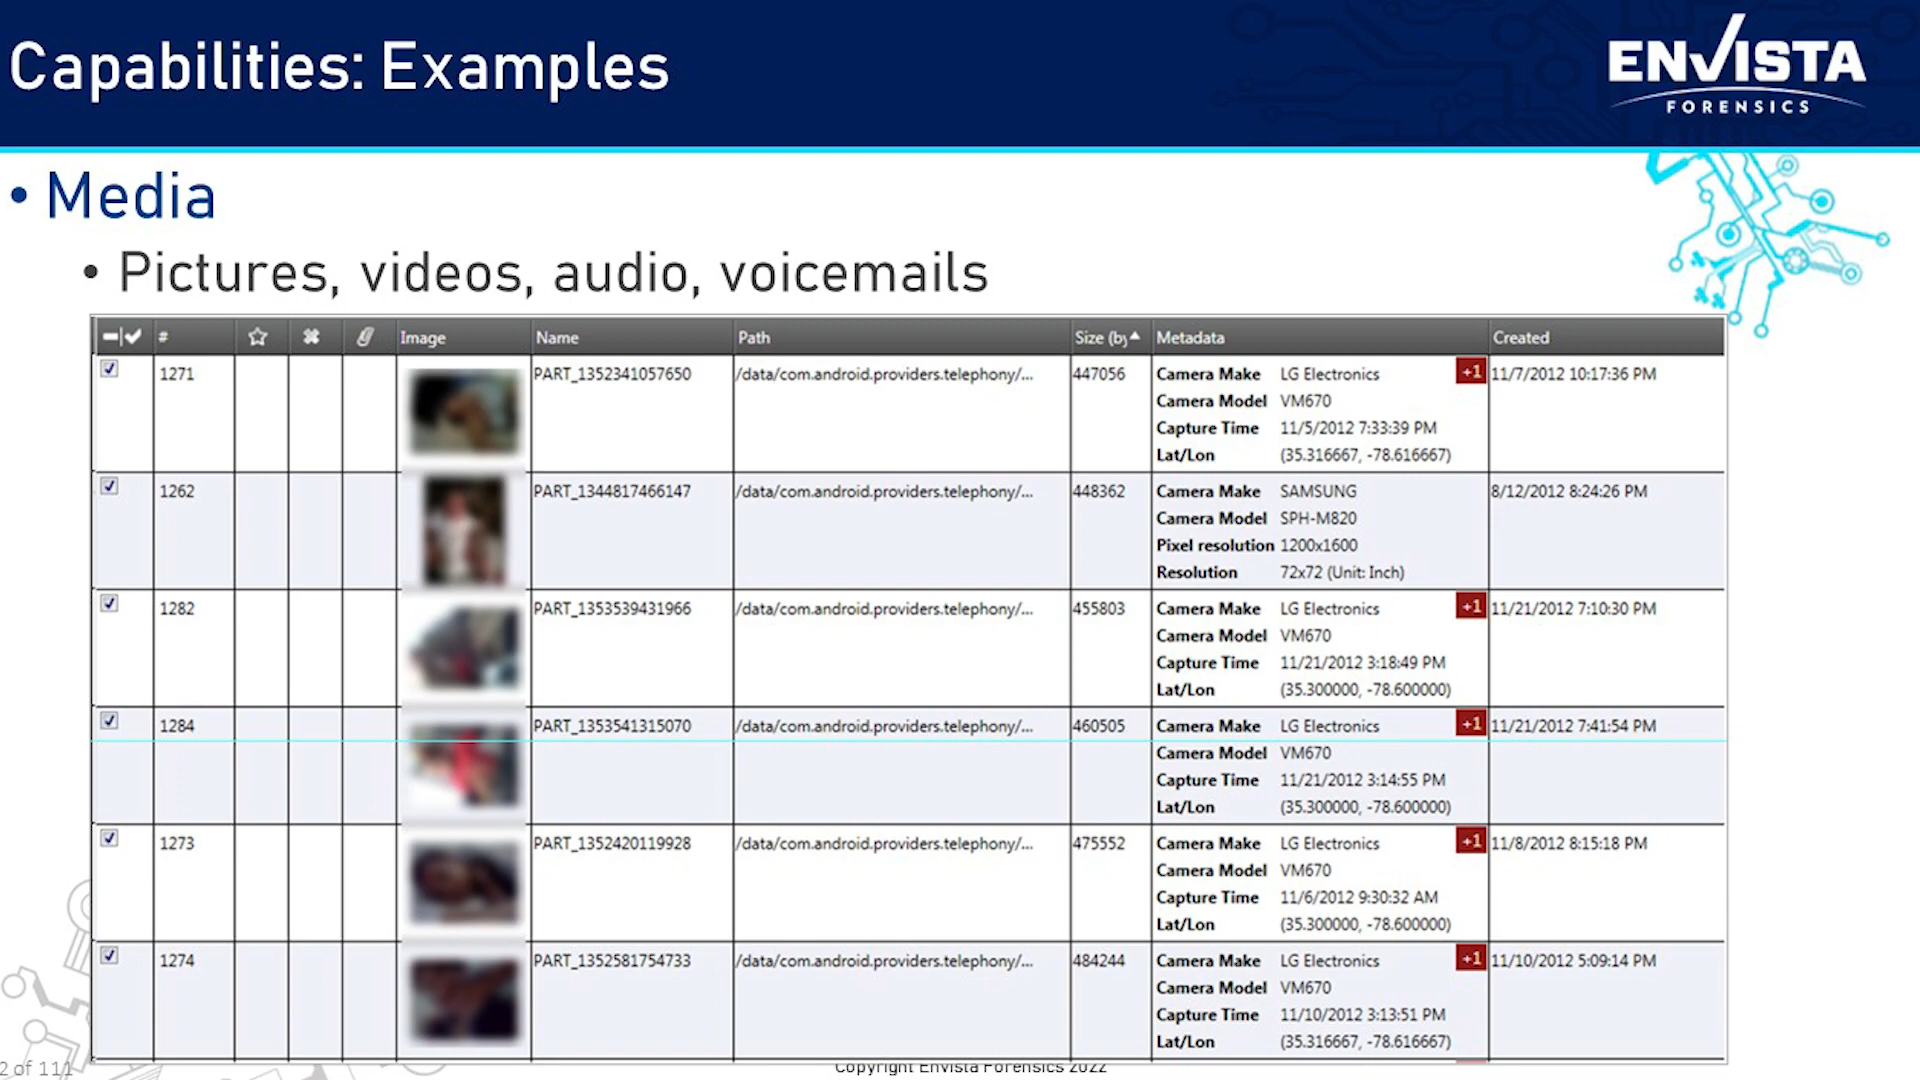 Capabilities: Examples
ENVISTA
FORENSICS
• Media
• Pictures, videos, audio, voicemails
# Image Name Path Size (by Metadata Created
1271 PART_1352341057650 /data/com.android.providers.telephony/... 447056 Camera Make LG Electronics +1 11/7/2012 10:17:36 PM
Camera Model VM670
Capture Time 11/5/2012 7:33:39 PM
Lat/Lon (35.316667, -78.616667)
1262 PART_1344817466147 /data/com.android.providers.telephony/... 448362 Camera Make SAMSUNG 8/12/2012 8:24:26 PM
Camera Model SPH-M820
Pixel resolution 1200x1600
Resolution 72x72 (Unit: Inch)
1282 PART_1353539431966 /data/com.android.providers.telephony/... 455803 Camera Make LG Electronics +1 11/21/2012 7:10:30 PM
Camera Model VM670
Capture Time 11/21/2012 3:18:49 PM
Lat/Lon (35.300000, -78.600000)
1284 PART_1353541315070 /data/com.android.providers.telephony/... 460505 Camera Make LG Electronics +1 11/21/2012 7:41:54 PM
Camera Model VM670
Capture Time 11/21/2012 3:14:55 PM
Lat/Lon (35.300000, -78.600000)
1273 PART_1352420119928 /data/com.android.providers.telephony/... 475552 Camera Make LG Electronics +1 11/8/2012 8:15:18 PM
Camera Model VM670
Capture Time 11/6/2012 9:30:32 AM
Lat/Lon (35.300000, -78.600000)
1274 PART_1352581754733 /data/com.android.providers.telephony/... 484244 Camera Make LG Electronics +1 11/10/2012 5:09:14 PM
Camera Model VM670
Capture Time 11/10/2012 3:13:51 PM
Lat/Lon (35.316667, -78.616667)
2 of 111
Copyright Envista Forensics 2022